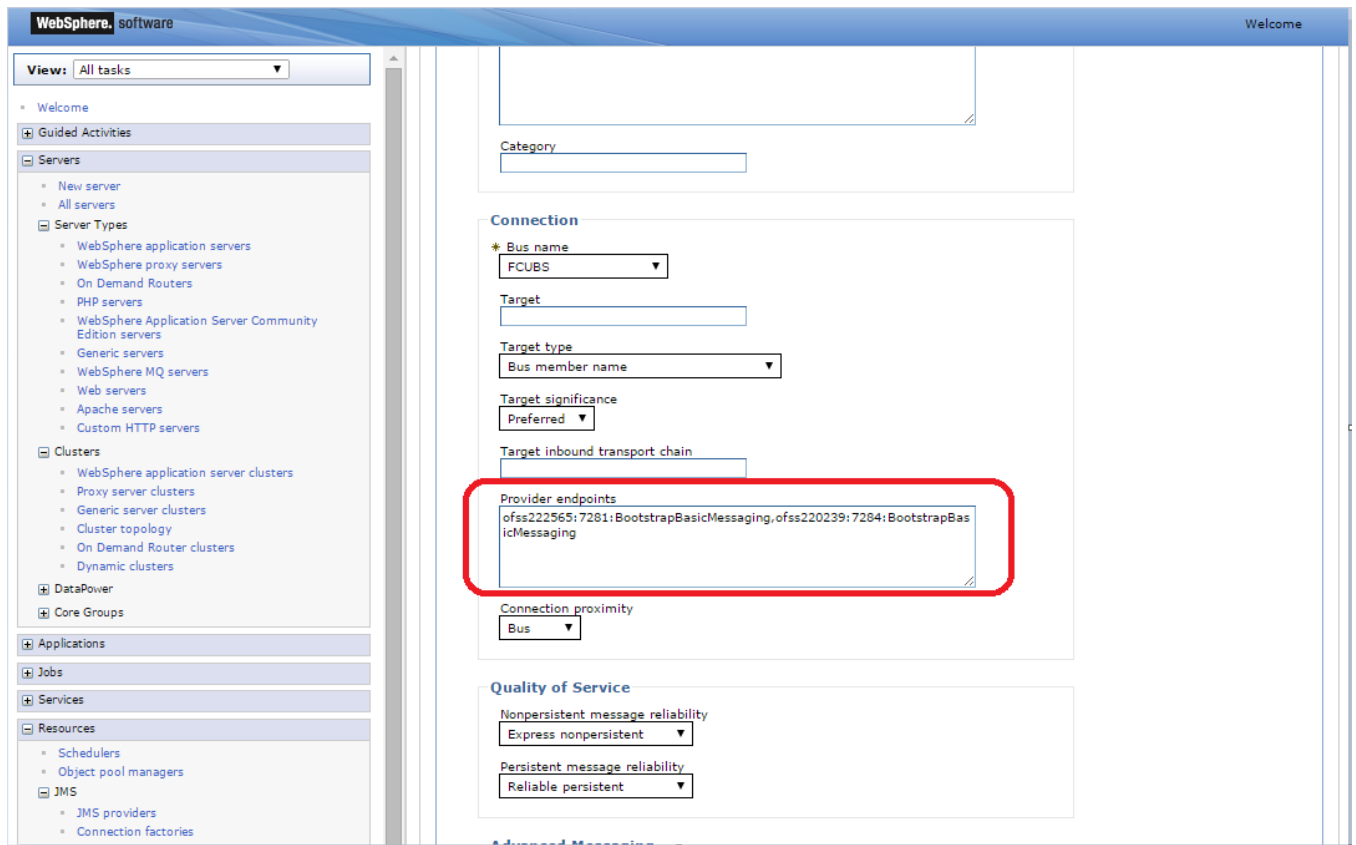 WebSphere. software
Welcome
View: All tasks
Welcome
Guided Activities
Servers
New server
All servers
Server Types
WebSphere application servers
WebSphere proxy servers
On Demand Routers
PHP servers
WebSphere Application Server Community
Edition servers
Generic servers
WebSphere MQ servers
Web servers
Apache servers
Custom HTTP servers
Clusters
WebSphere application server clusters
Proxy server clusters
Generic server clusters
Cluster topology
On Demand Router clusters
Dynamic clusters
DataPower
Core Groups
Applications
Jobs
Services
Resources
Schedulers
Object pool managers
JMS
JMS providers
Connection factories
Category
Connection
* Bus name
FCUBS
Target
Target type
Bus member name
Target significance
Preferred
Target inbound transport chain
Provider endpoints
ofss222565:7281:BootstrapBasicMessaging,ofss220239:7284:BootstrapBas
icMessaging
Connection proximity
Bus
Quality of Service
Nonpersistent message reliability
Express nonpersistent
Persistent message reliability
Reliable persistent
Advanced Messaging